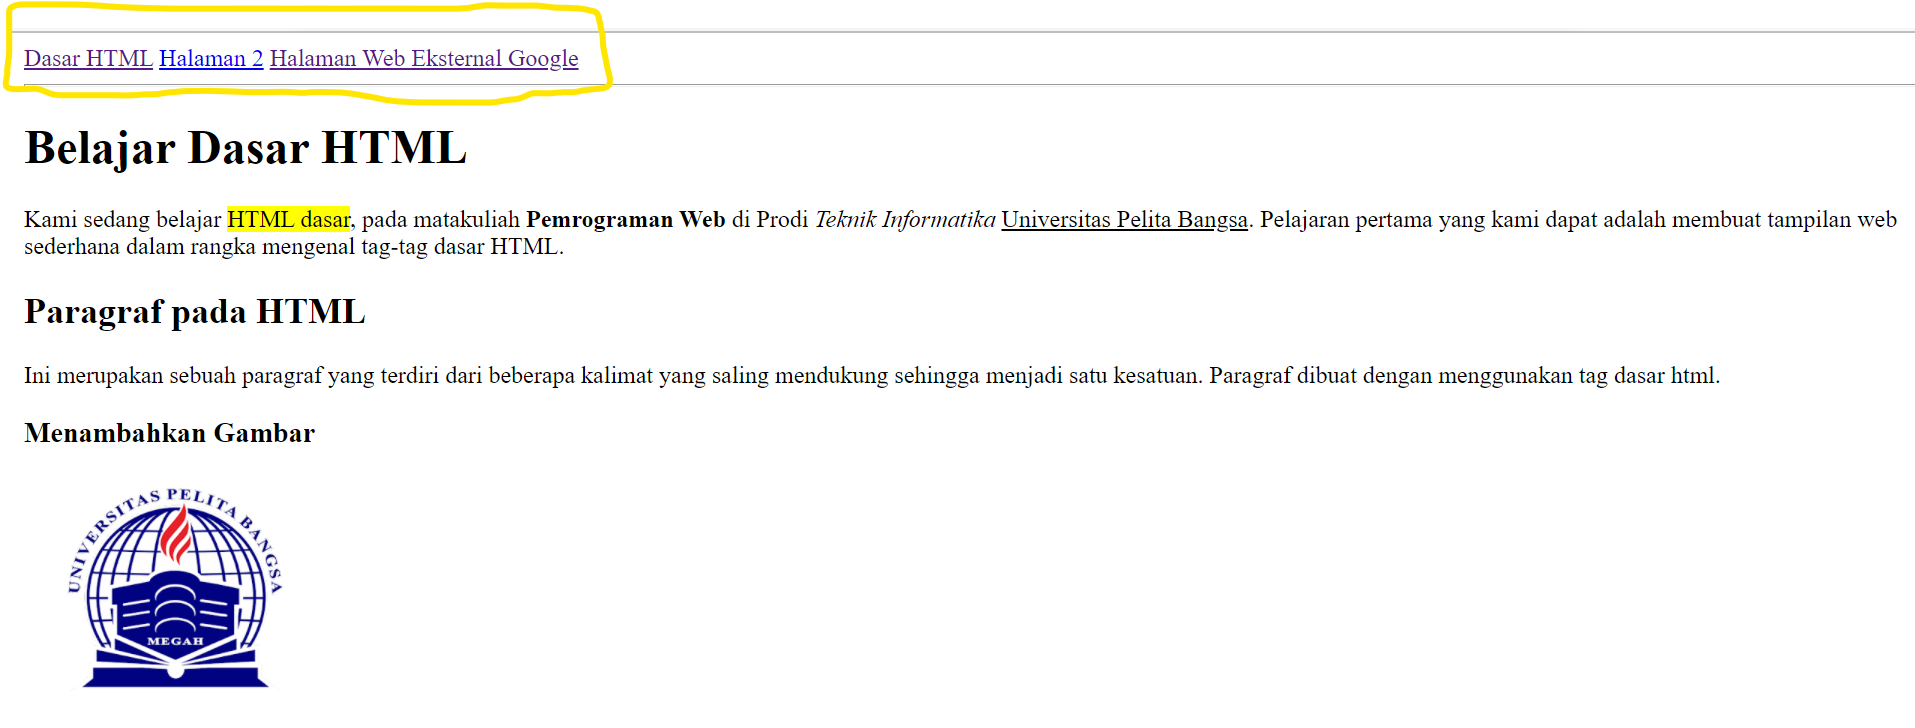 Dasar HTML Halaman 2 Halaman Web Eksternal Google
Belajar Dasar HTML
Kami sedang belajar HTML dasar, pada matakuliah Pemrograman Web di Prodi Teknik Informatika Universitas Pelita Bangsa. Pelajaran pertama yang kami dapat adalah membuat tampilan web
sederhana dalam rangka mengenal tag-tag dasar HTML.
Paragraf pada HTML
Ini merupakan sebuah paragraf yang terdiri dari beberapa kalimat yang saling mendukung sehingga menjadi satu kesatuan. Paragraf dibuat dengan menggunakan tag dasar html.
Menambahkan Gambar
UNIVERSITAS PELITA BANGSA
MEGAH